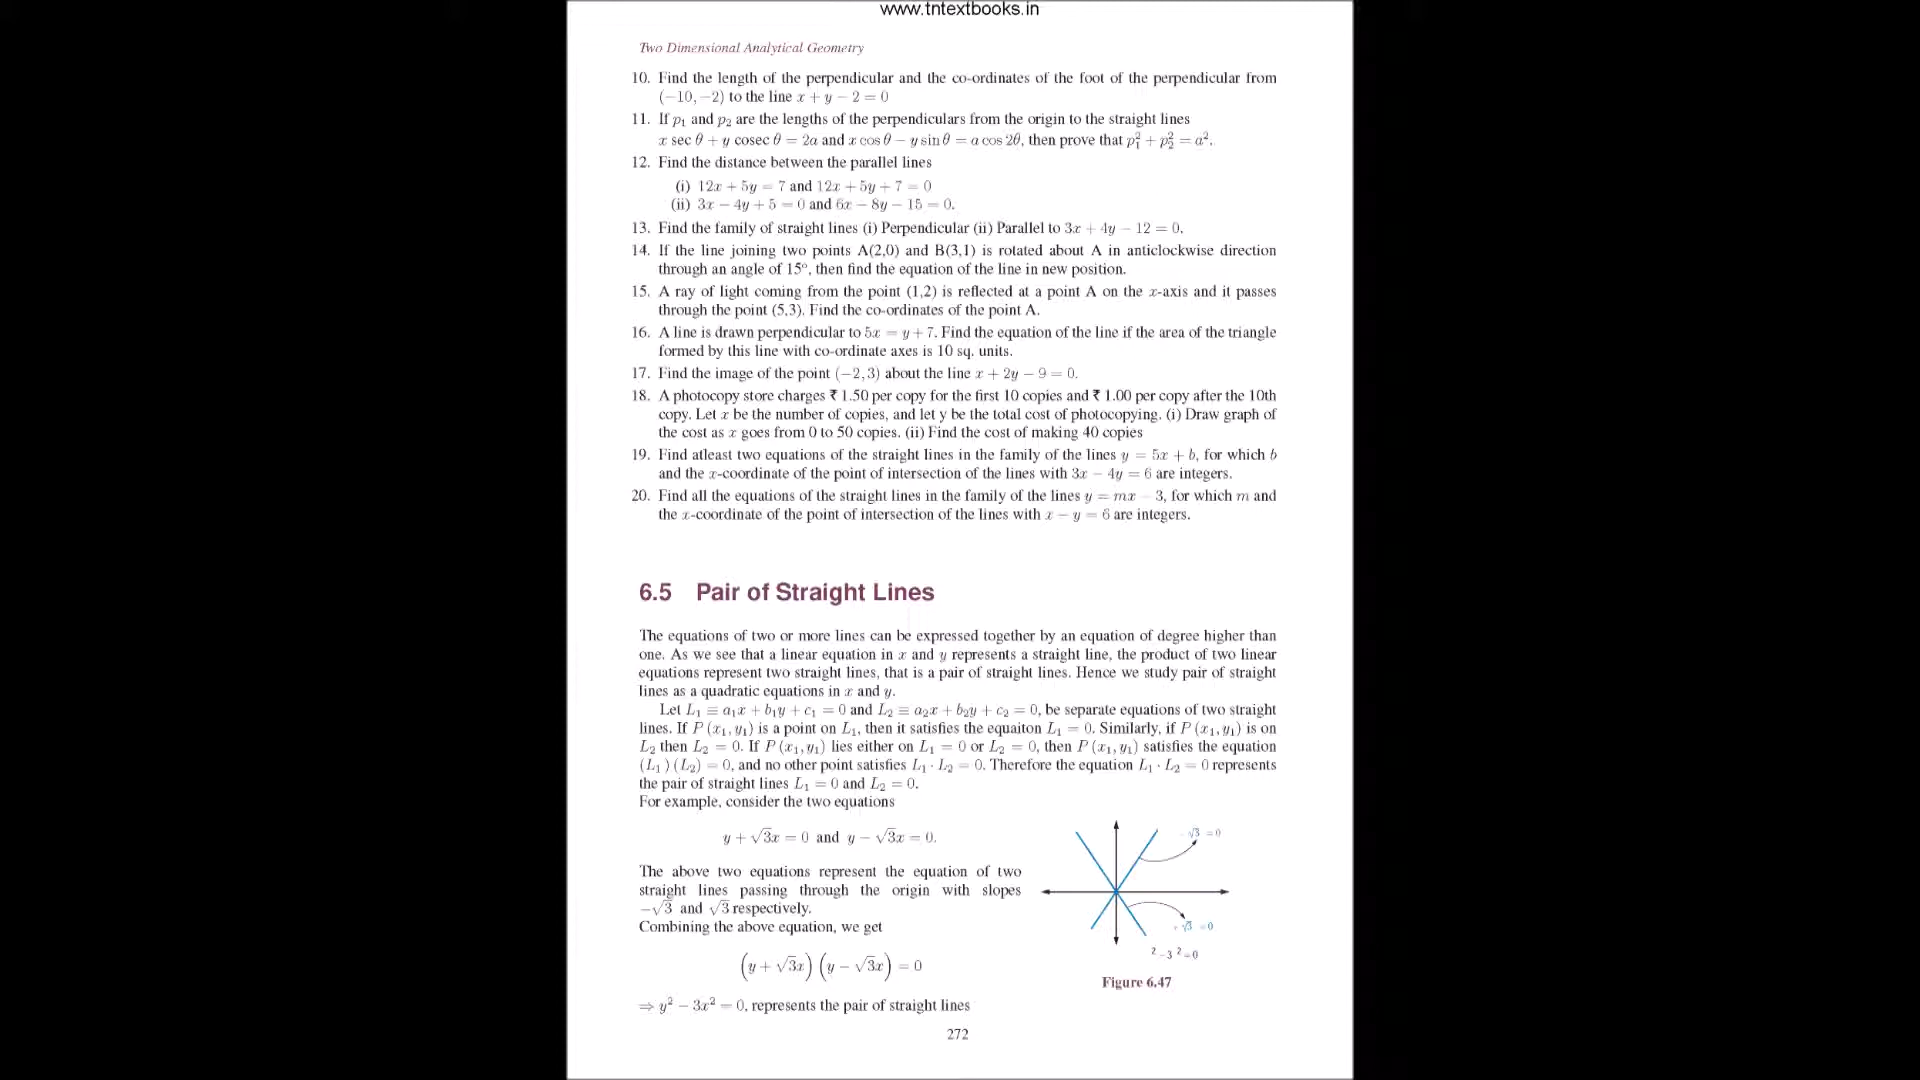 www.tntextbooks.in
Two Dimensional Analytical Geometry
10. Find the length of the perpendicular and the co-ordinates of the foot of the perpendicular from
(−10, −2) to the line x + y − 2 = 0
11. If p₁ and p₂ are the lengths of the perpendiculars from the origin to the straight lines
x sec θ + y cosec θ = 2a and x cos θ − y sin θ = a cos 2θ, then prove that p₁² + p₂² = a².
12. Find the distance between the parallel lines
(i) 12x + 5y = 7 and 12x + 5y + 7 = 0
(ii) 3x − 4y + 5 = 0 and 6x − 8y − 15 = 0.
13. Find the family of straight lines (i) Perpendicular (ii) Parallel to 3x + 4y − 12 = 0.
14. If the line joining two points A(2,0) and B(3,1) is rotated about A in anticlockwise direction
through an angle of 15°, then find the equation of the line in new position.
15. A ray of light coming from the point (1,2) is reflected at a point A on the x-axis and it passes
through the point (5,3). Find the co-ordinates of the point A.
16. A line is drawn perpendicular to 5x = y + 7. Find the equation of the line if the area of the triangle
formed by this line with co-ordinate axes is 10 sq. units.
17. Find the image of the point (−2, 3) about the line x + 2y − 9 = 0.
18. A photocopy store charges ₹ 1.50 per copy for the first 10 copies and ₹ 1.00 per copy after the 10th
copy. Let x be the number of copies, and let y be the total cost of photocopying. (i) Draw graph of
the cost as x goes from 0 to 50 copies. (ii) Find the cost of making 40 copies
19. Find atleast two equations of the straight lines in the family of the lines y = 5x + b, for which b
and the x-coordinate of the point of intersection of the lines with 3x − 4y = 6 are integers.
20. Find all the equations of the straight lines in the family of the lines y = mx − 3, for which m and
the x-coordinate of the point of intersection of the lines with x − y = 6 are integers.
6.5 Pair of Straight Lines
The equations of two or more lines can be expressed together by an equation of degree higher than
one. As we see that a linear equation in x and y represents a straight line, the product of two linear
equations represent two straight lines, that is a pair of straight lines. Hence we study pair of straight
lines as a quadratic equations in x and y.
Let L₁ ≡ a₁x + b₁y + c₁ = 0 and L₂ ≡ a₂x + b₂y + c₂ = 0, be separate equations of two straight
lines. If P (x₁, y₁) is a point on L₁, then it satisfies the equaiton L₁ = 0. Similarly, if P (x₁, y₁) is on
L₂ then L₂ = 0. If P (x₁, y₁) lies either on L₁ = 0 or L₂ = 0, then P (x₁, y₁) satisfies the equation
(L₁ ) (L₂) = 0, and no other point satisfies L₁ · L₂ = 0. Therefore the equation L₁ · L₂ = 0 represents
the pair of straight lines L₁ = 0 and L₂ = 0.
For example, consider the two equations
y + √3x = 0 and y − √3x = 0.
The above two equations represent the equation of two
straight lines passing through the origin with slopes
−√3 and √3 respectively.
Combining the above equation, we get
(y + √3x) (y − √3x) = 0
⇒ y² − 3x² = 0, represents the pair of straight lines
√3 = 0
+ √3 = 0
² − 3 ² = 0
Figure 6.47
272